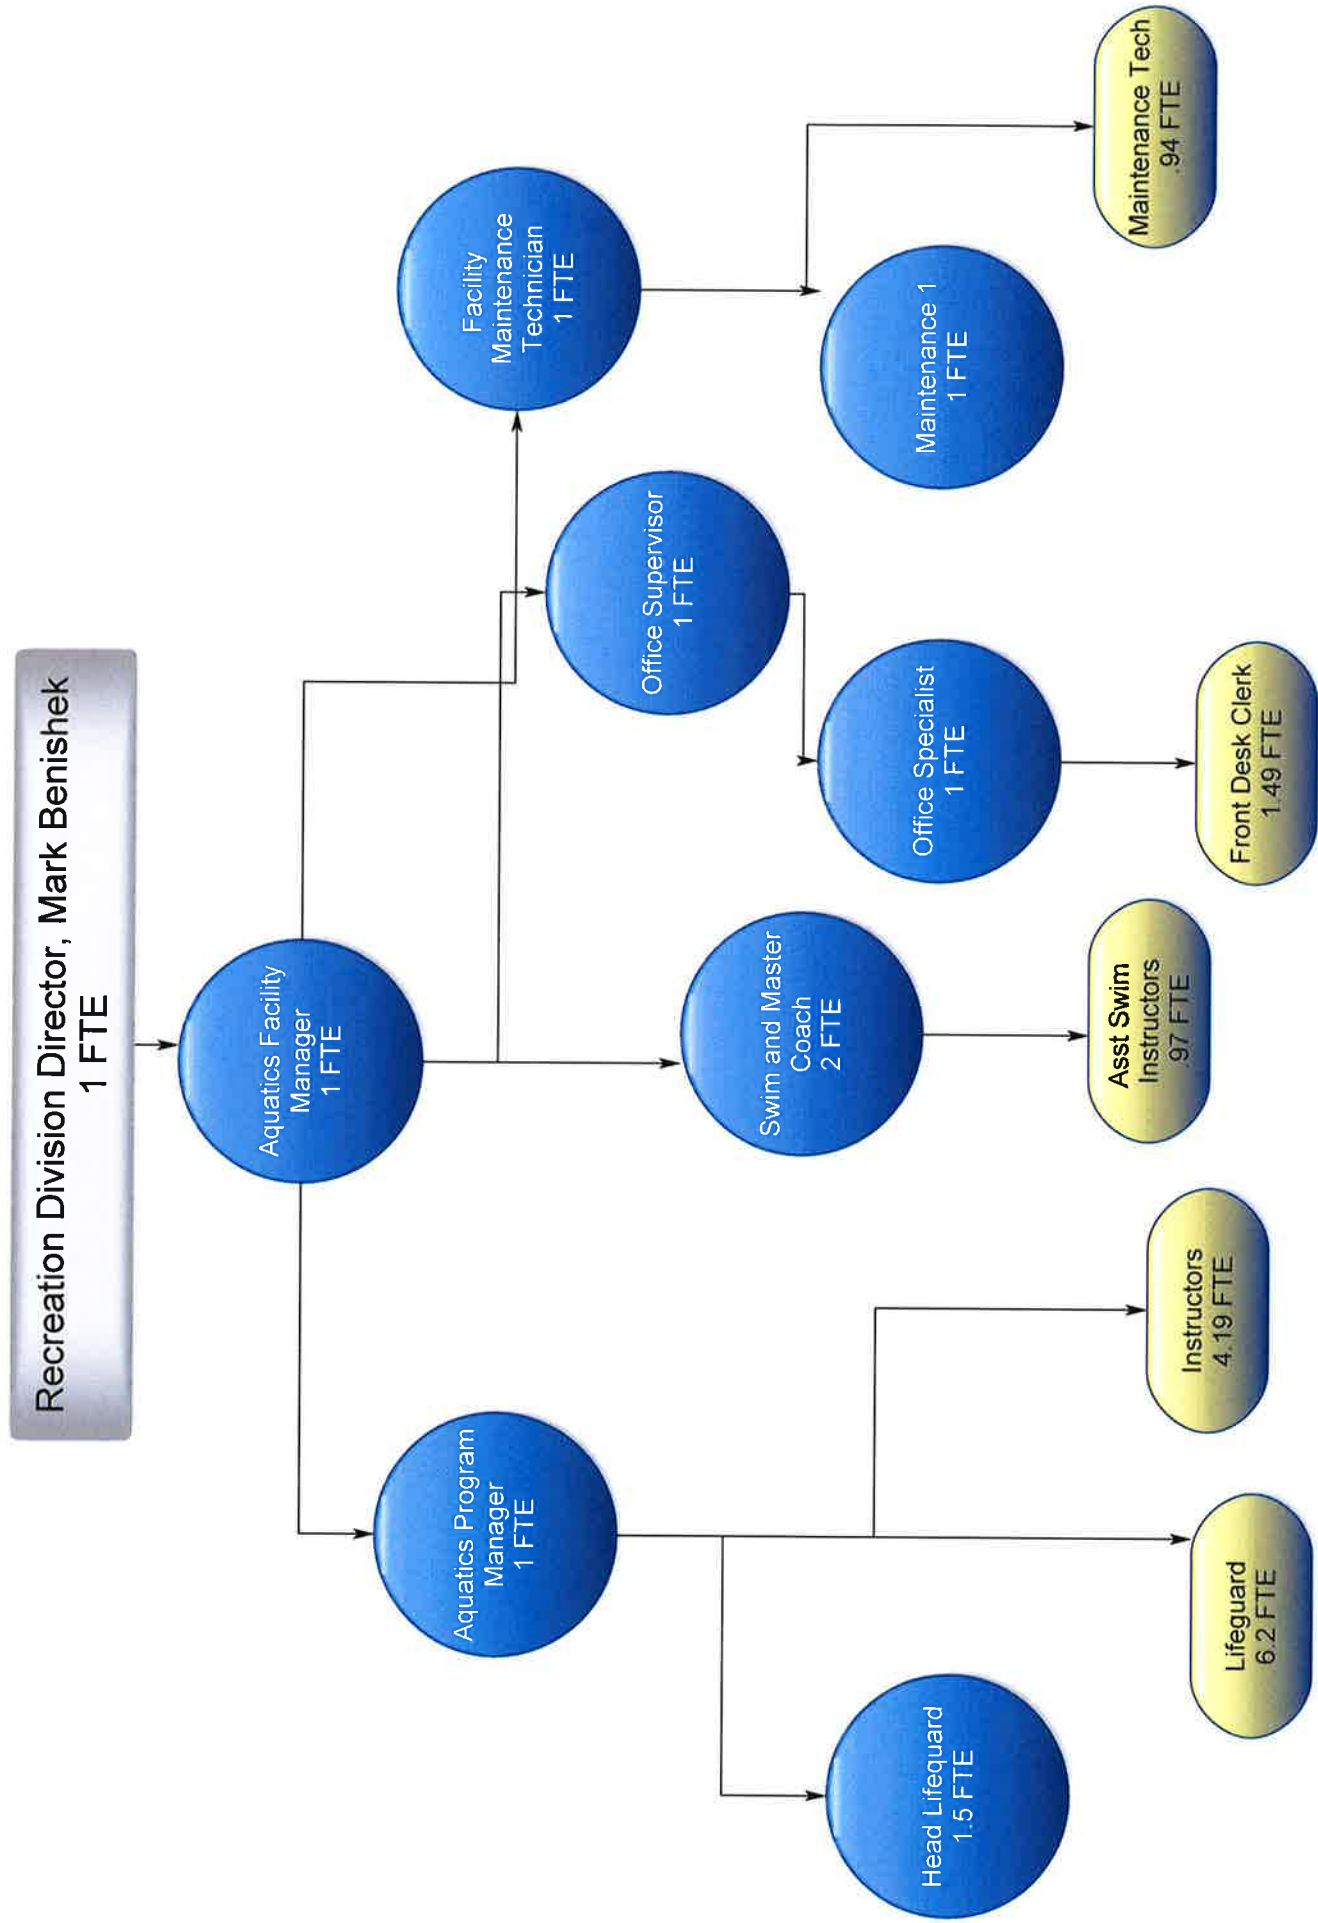 Recreation Division Director, Mark Benishek
1 FTE
Aquatics Facility
Manager
1 FTE
Aquatics Program
Manager
1 FTE
Facility
Maintenance
Technician
1 FTE
Office Supervisor
1 FTE
Swim and Master
Coach
2 FTE
Head Lifequard
1.5 FTE
Office Specialist
1 FTE
Maintenance 1
1 FTE
Lifeguard
6.2 FTE
Instructors
4.19 FTE
Asst Swim
Instructors
.97 FTE
Front Desk Clerk
1.49 FTE
Maintenance Tech
.94 FTE